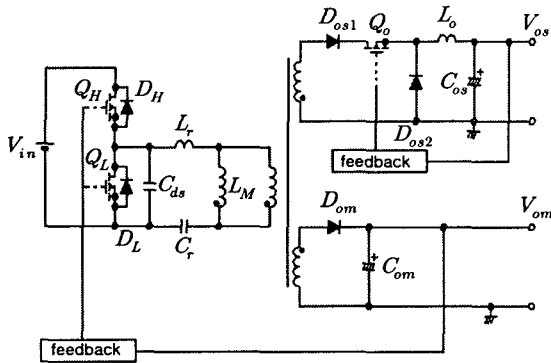 D_os1 Q_o L_o V_os
Q_H D_H
L_r C_os
V_in Q_L D_os2
feedback
C_ds L_M
D_om V_om
D_L C_r
C_om
feedback